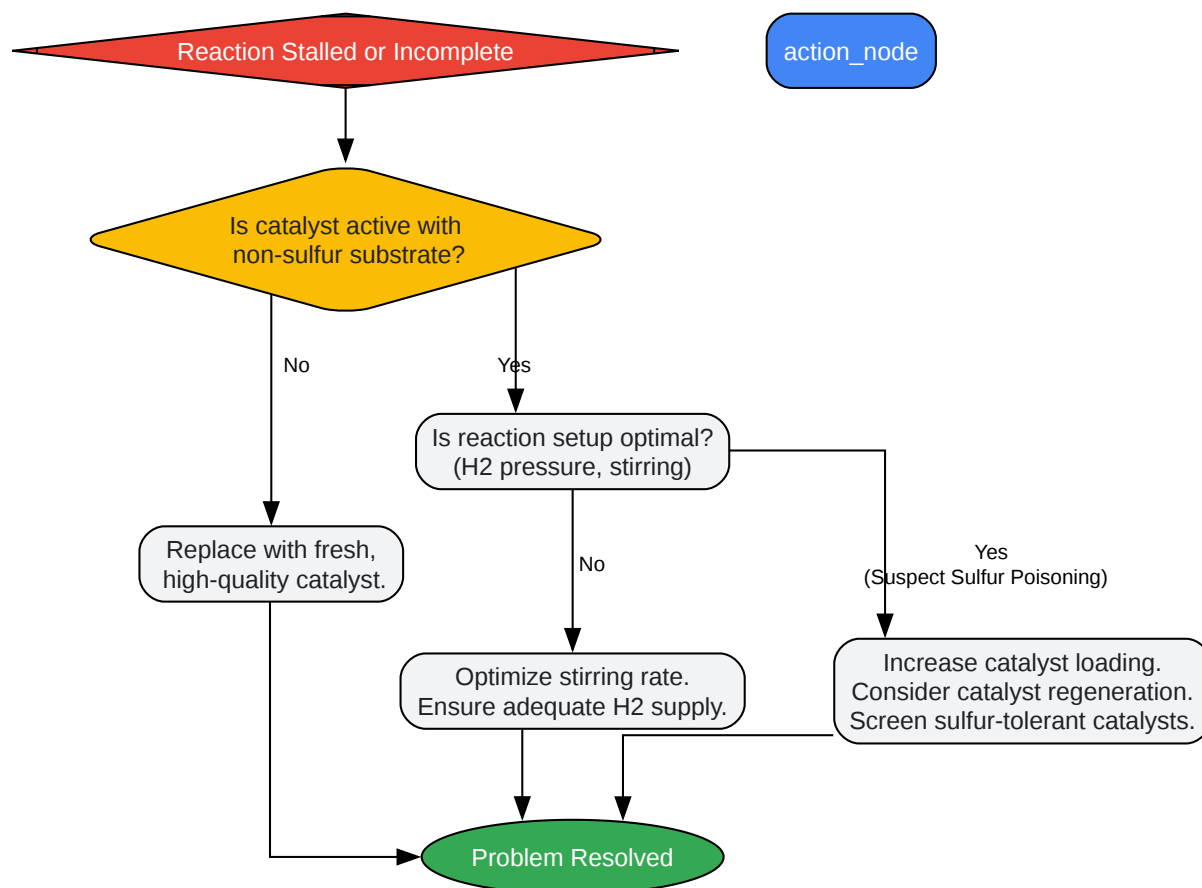 Reaction Stalled or Incomplete
action_node
Is catalyst active with
non-sulfur substrate?
No
Yes
Is reaction setup optimal?
(H2 pressure, stirring)
Replace with fresh,
high-quality catalyst.
No
Yes
(Suspect Sulfur Poisoning)
Optimize stirring rate.
Ensure adequate H2 supply.
Increase catalyst loading.
Consider catalyst regeneration.
Screen sulfur-tolerant catalysts.
Problem Resolved